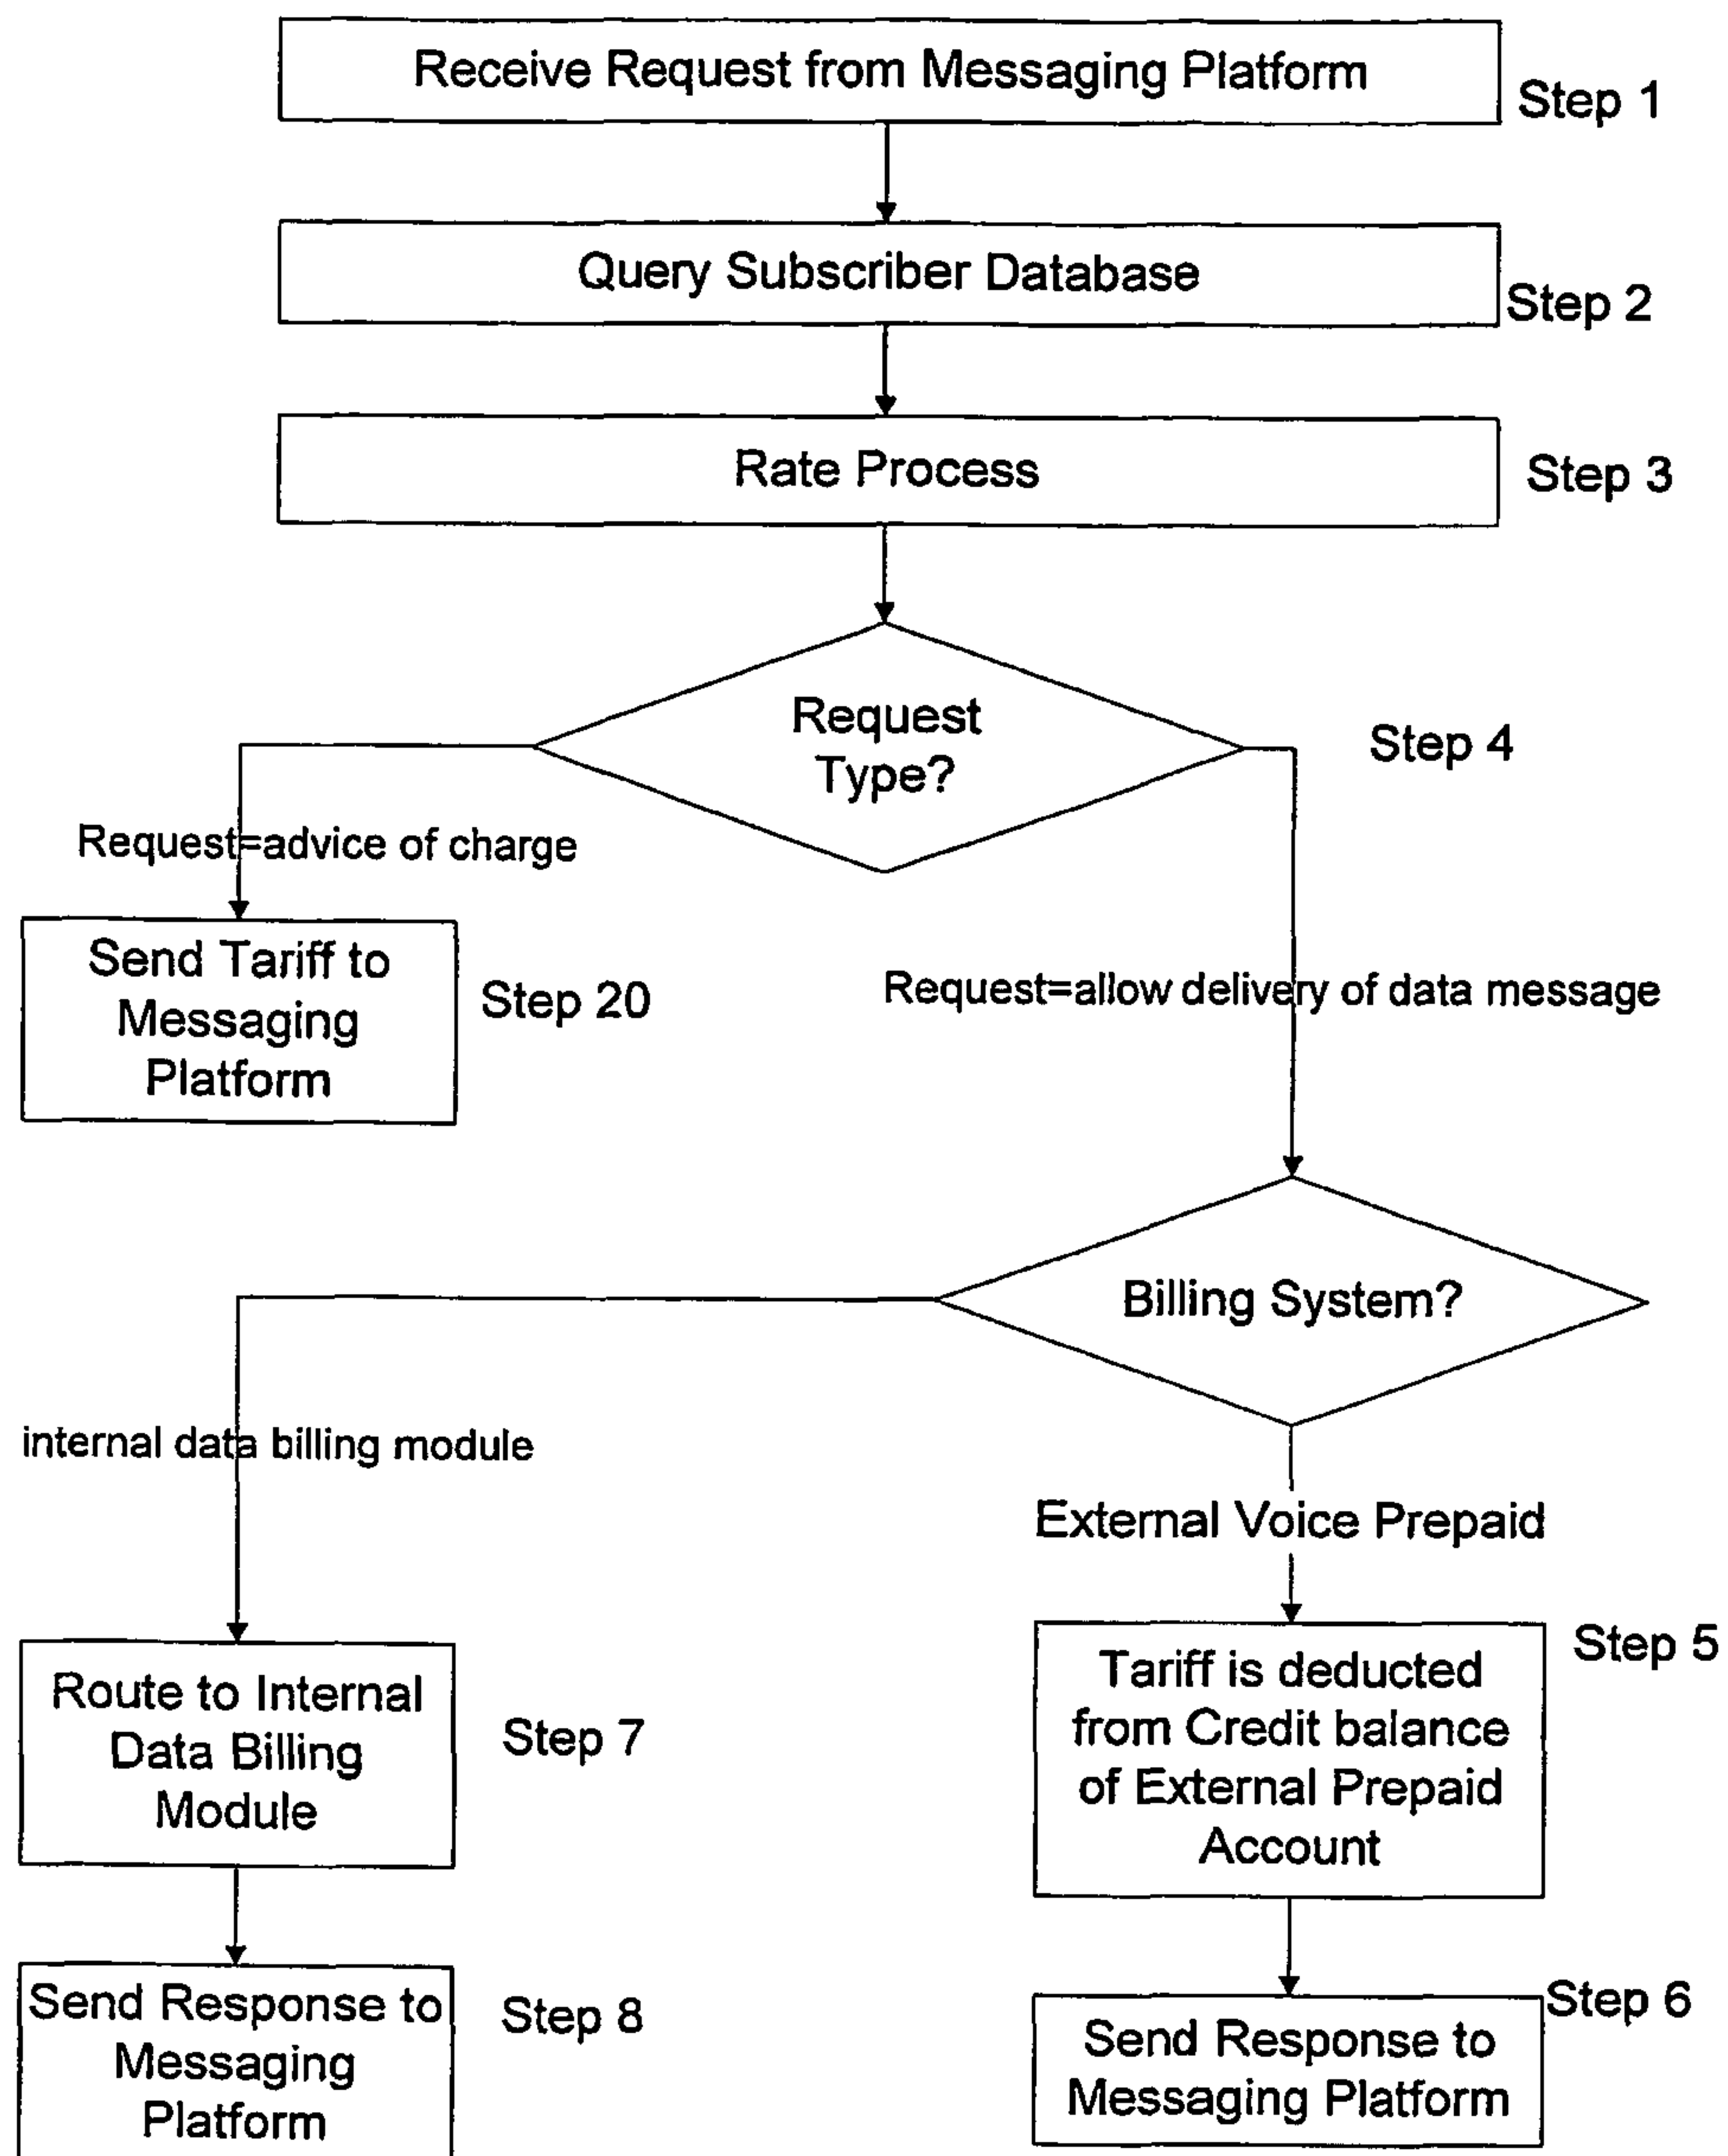 Receive Request from Messaging Platform
Step 1
Query Subscriber Database
Step 2
Rate Process
Step 3
Request
Type?
Step 4
Request=advice of charge
Send Tariff to
Messaging
Platform
Step 20
Request=allow delivery of data message
Billing System?
internal data billing module
External Voice Prepaid
Route to Internal
Data Billing
Module
Step 7
Tariff is deducted
from Credit balance
of External Prepaid
Account
Step 5
Send Response to
Messaging
Platform
Step 8
Send Response to
Messaging Platform
Step 6